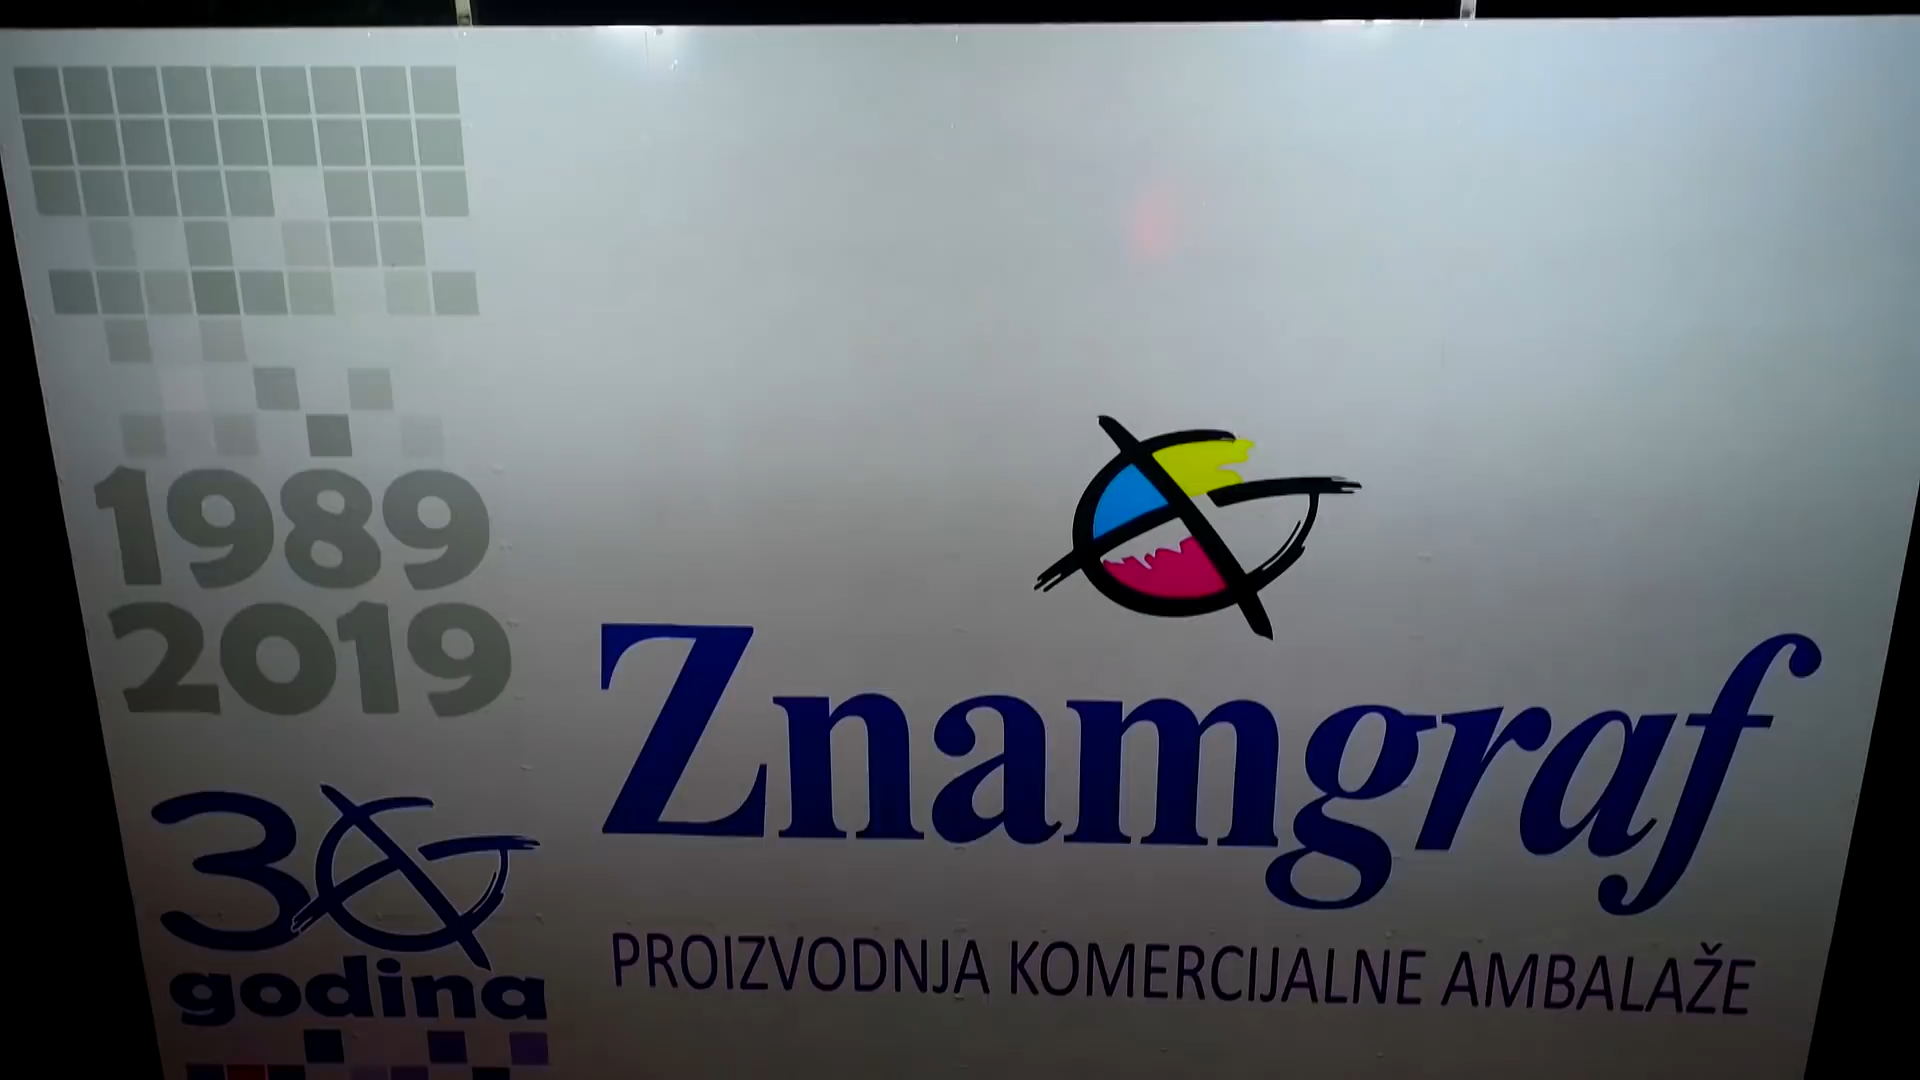 1989
2019
30
godina
Znamgraf
PROIZVODNJA KOMERCIJALNE AMBALAŽE